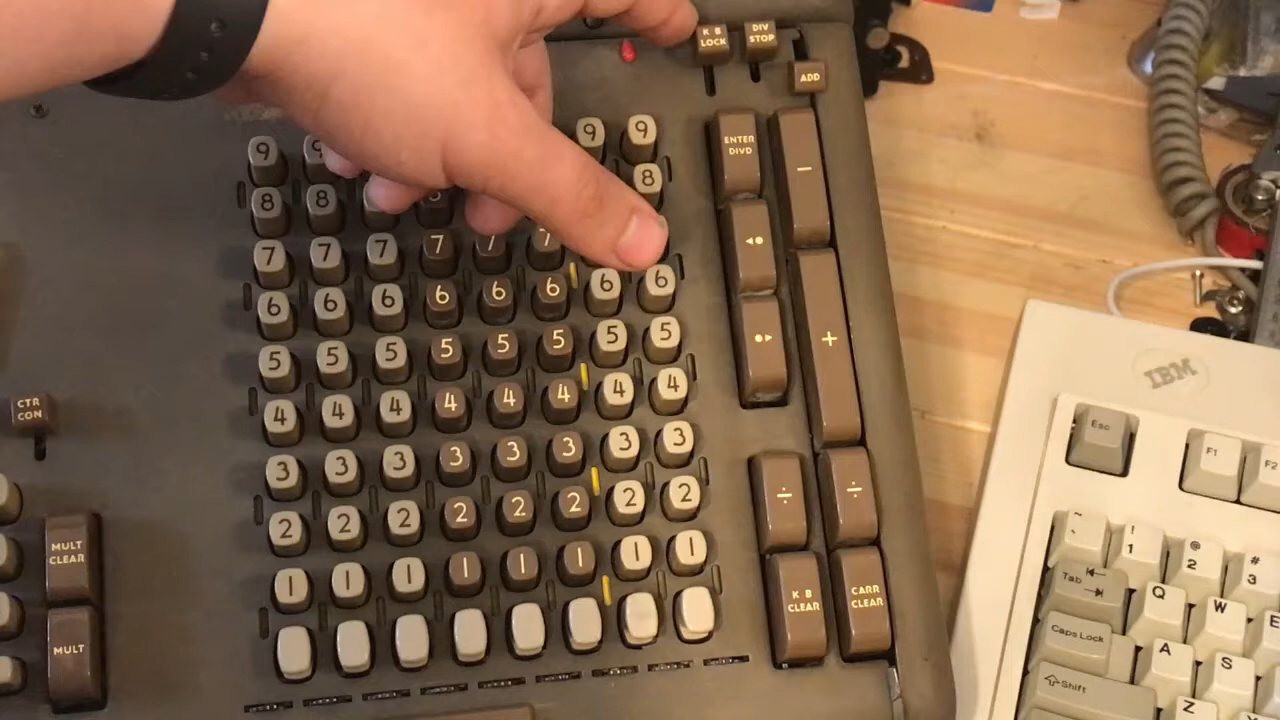 K B
LOCK
DIV
STOP
ADD
ENTER
DIVD
−
◂●
●▸
+
÷
÷
K B
CLEAR
CARR
CLEAR
CTR
CON
MULT
CLEAR
MULT
9 9 9 9
8 8 8 8
7 7 7 7 7 7
6 6 6 6 6 6 6 6
5 5 5 5 5 5 5 5
4 4 4 4 4 4 4 4
3 3 3 3 3 3 3 3
2 2 2 2 2 2 2 2
1 1 1 1 1 1 1 1
IBM
Esc
F1
F2
~
! 1
@ 2
# 3
Tab
Q
W
E
Caps Lock
A
S
Shift
Z